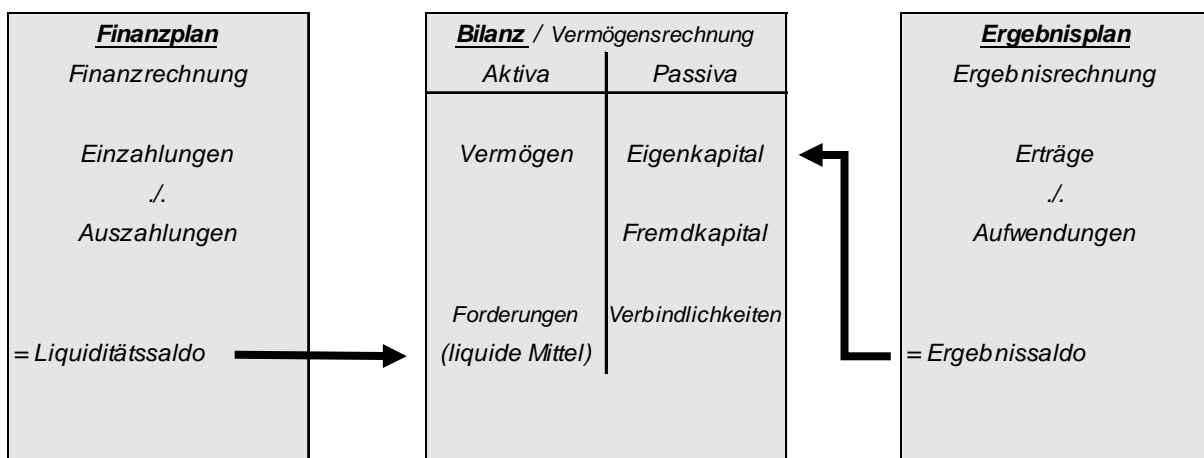 Finanzplan
Finanzrechnung
Einzahlungen
./.
Auszahlungen
= Liquiditätssaldo
Bilanz / Vermögensrechnung
Aktiva Passiva
Vermögen Eigenkapital
Fremdkapital
Forderungen Verbindlichkeiten
(liquide Mittel)
Ergebnisplan
Ergebnisrechnung
Erträge
./.
Aufwendungen
= Ergebnissaldo